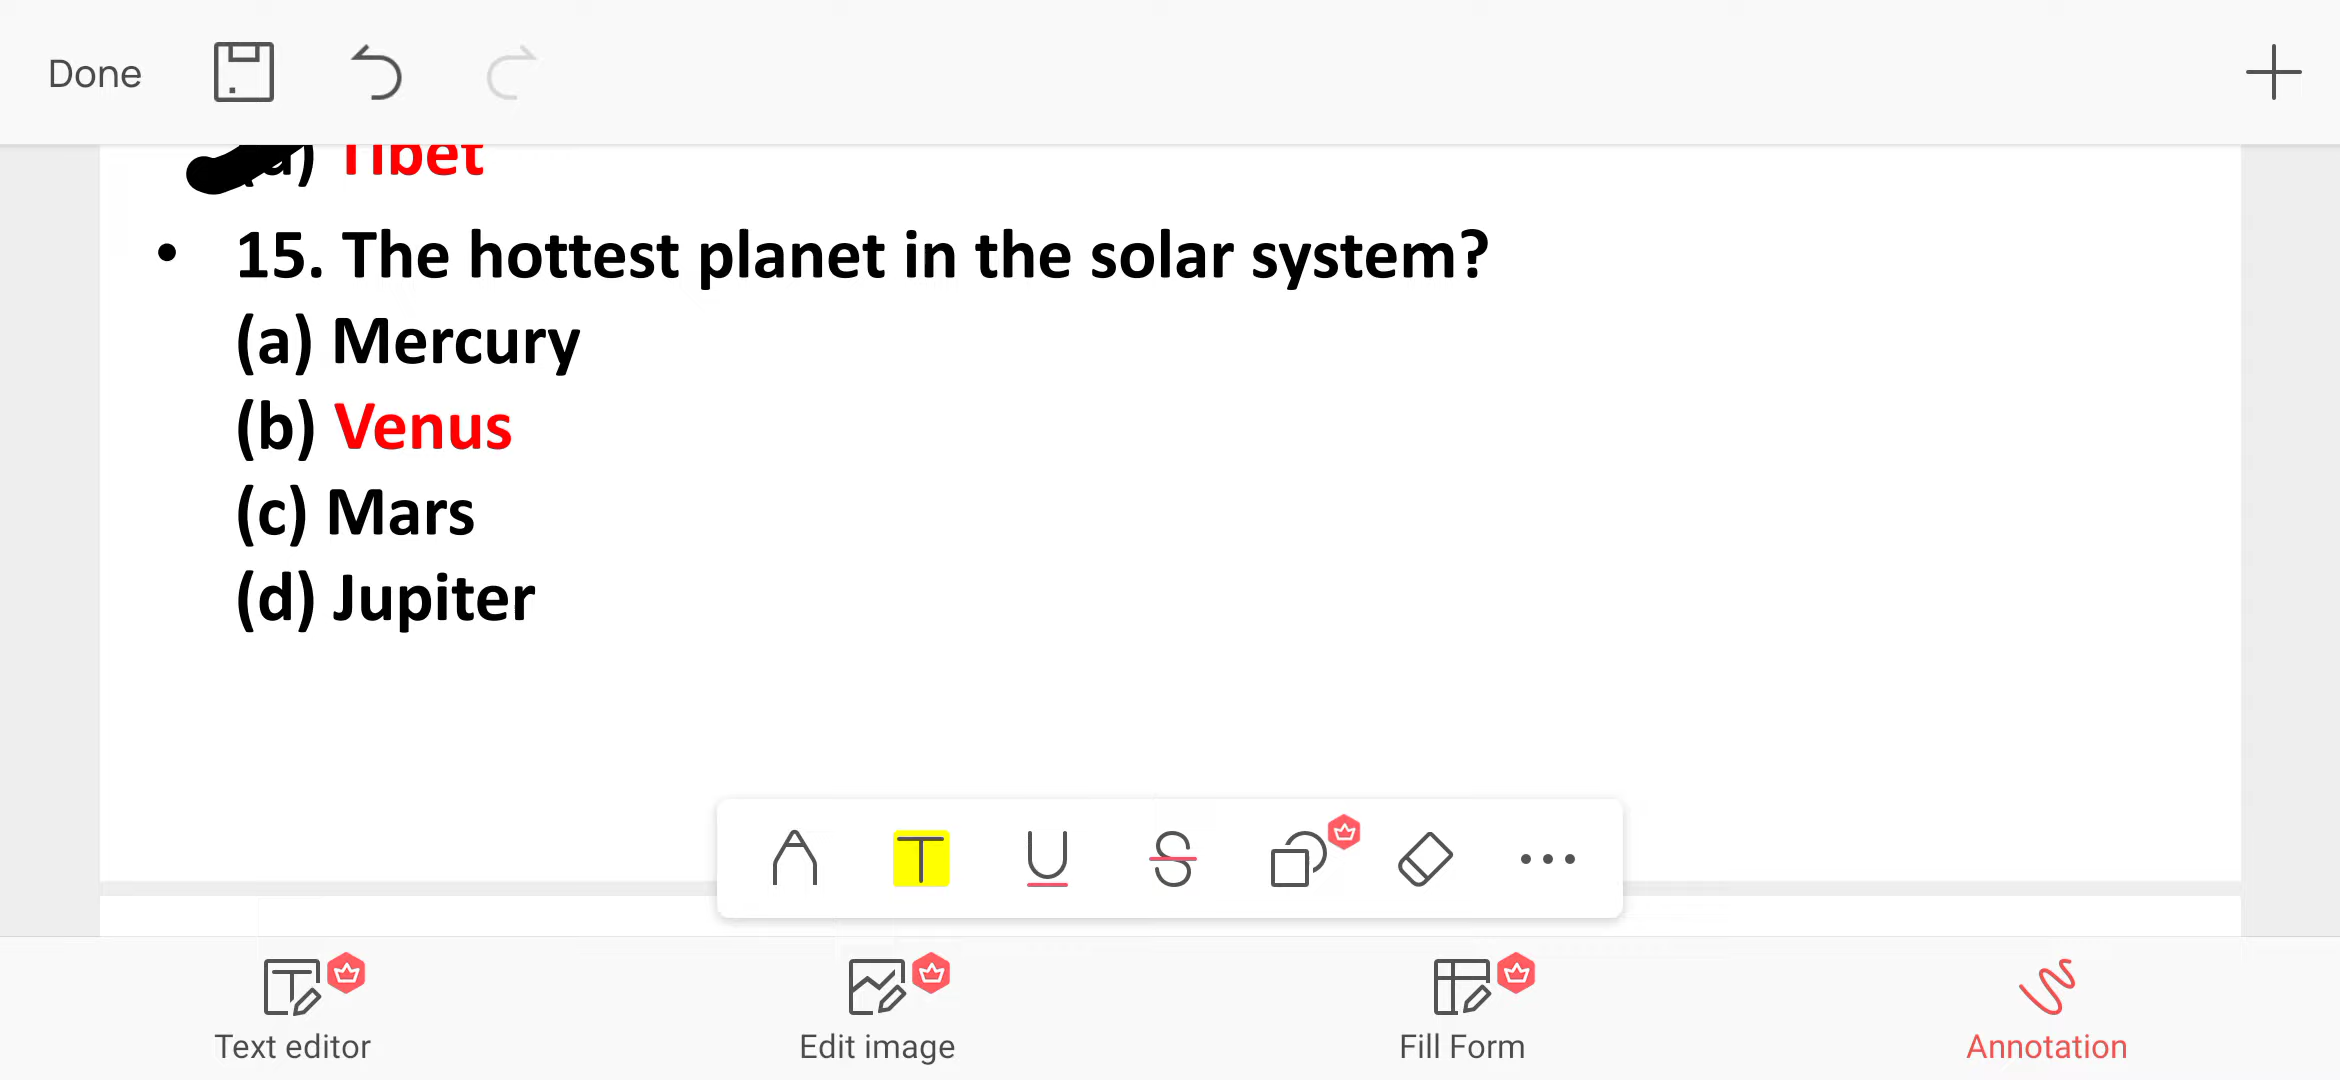 Done
Tibet
• 15. The hottest planet in the solar system?
(a) Mercury
(b) Venus
(c) Mars
(d) Jupiter
Text editor
Edit image
Fill Form
Annotation